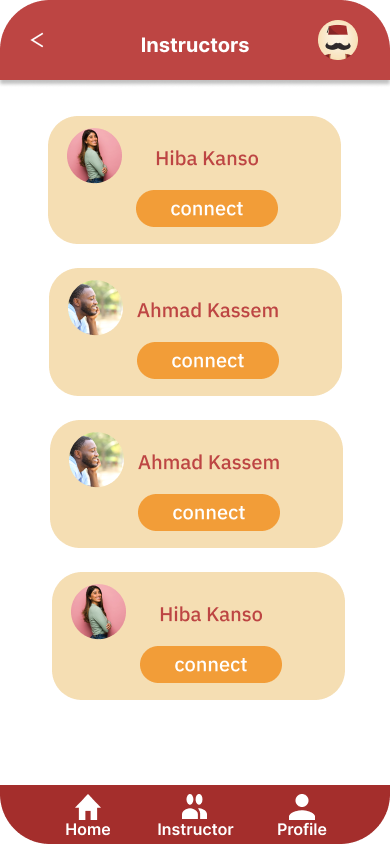 <
Instructors
Hiba Kanso
connect
Ahmad Kassem
connect
Ahmad Kassem
connect
Hiba Kanso
connect
Home Instructor Profile